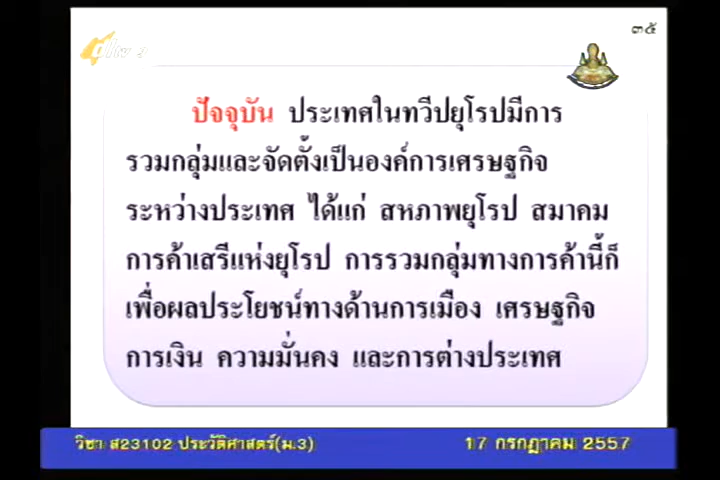 ๓๕
ปัจจุบัน ประเทศในทวีปยุโรปมีการ
รวมกลุ่มและจัดตั้งเป็นองค์การเศรษฐกิจ
ระหว่างประเทศ ได้แก่ สหภาพยุโรป สมาคม
การค้าเสรีแห่งยุโรป การรวมกลุ่มทางการค้านี้ก็
เพื่อผลประโยชน์ทางด้านการเมือง เศรษฐกิจ
การเงิน ความมั่นคง และการต่างประเทศ
วิชา ส23102 ประวัติศาสตร์(ม.3) 17 กรกฎาคม 2557